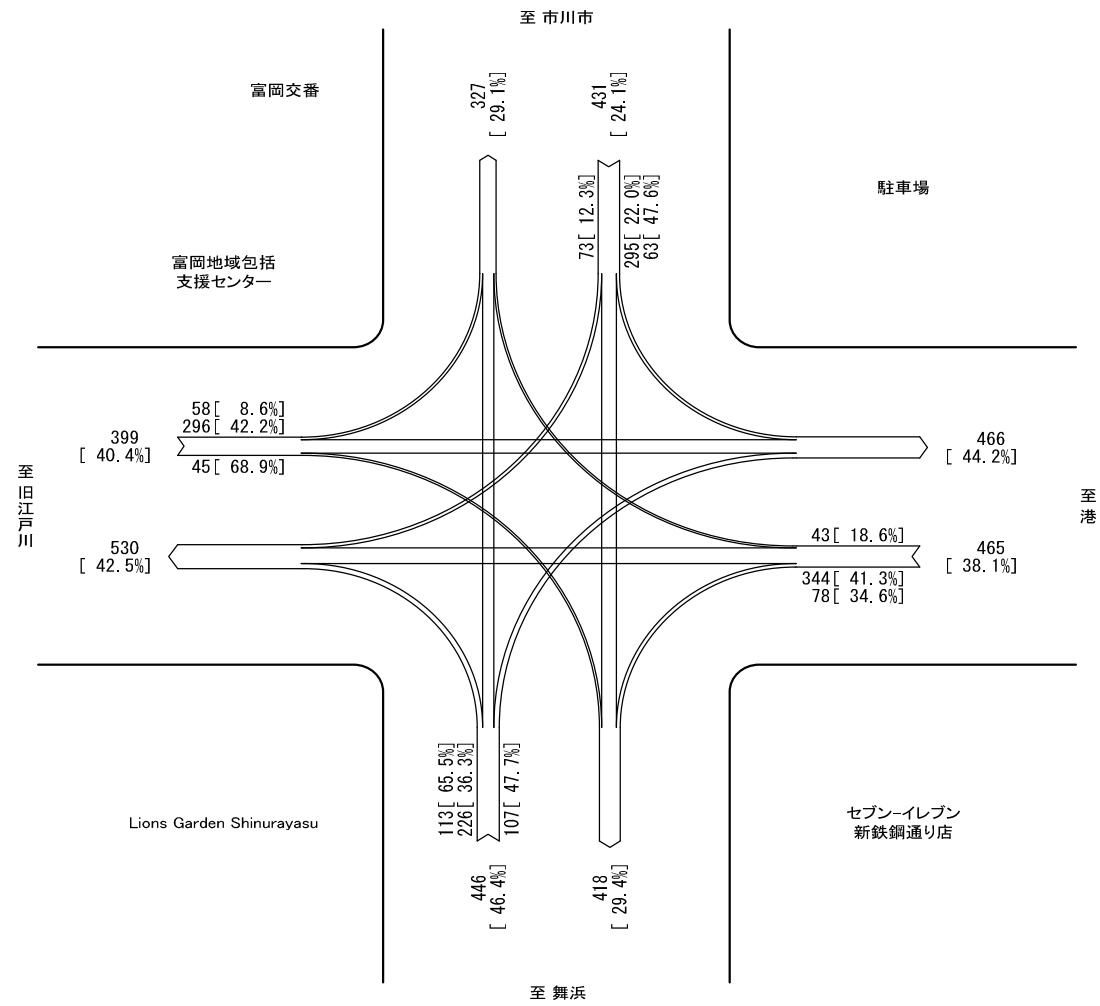 至 市川市
富岡交番
327
[ 29.1%]
431
[ 24.1%]
駐車場
73[ 12.3%]
295[ 22.0%]
63[ 47.6%]
富岡地域包括
支援センター
58[ 8.6%]
296[ 42.2%]
45[ 68.9%]
399
[ 40.4%]
466
[ 44.2%]
至旧江戸川
至港
530
[ 42.5%]
43[ 18.6%]
344[ 41.3%]
78[ 34.6%]
465
[ 38.1%]
113[ 65.5%]
226[ 36.3%]
107[ 47.7%]
Lions Garden Shinurayasu
セブン-イレブン
新鉄鋼通り店
446
[ 46.4%]
418
[ 29.4%]
至 舞浜